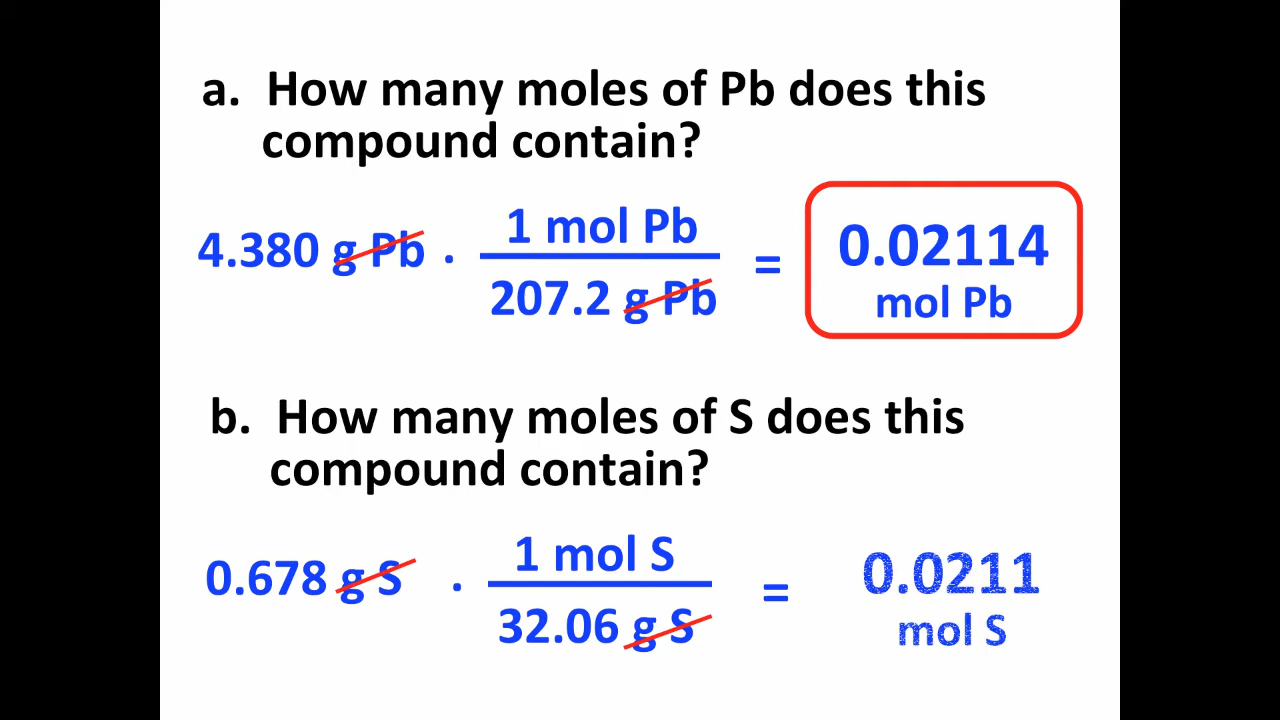 a. How many moles of Pb does this
compound contain?
4.380 g Pb · 1 mol Pb / 207.2 g Pb = 0.02114 mol Pb
b. How many moles of S does this
compound contain?
0.678 g S · 1 mol S / 32.06 g S = 0.0211 mol S